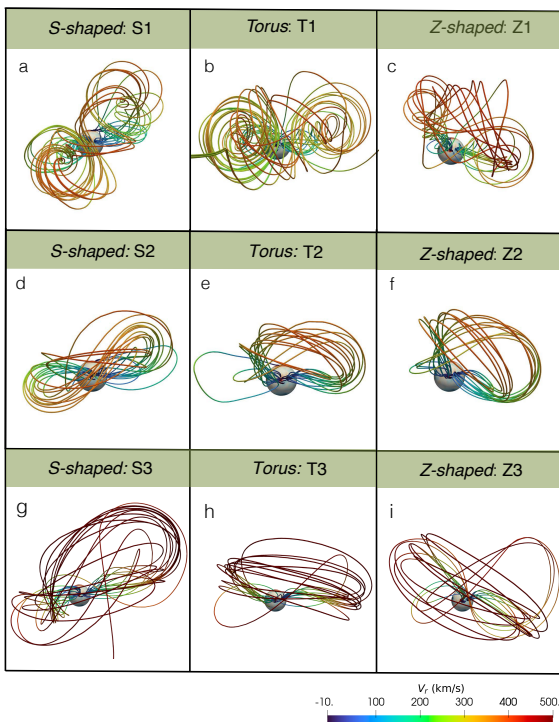 S-shaped: S1
Torus: T1
Z-shaped: Z1
a
b
c
S-shaped: S2
Torus: T2
Z-shaped: Z2
d
e
f
S-shaped: S3
Torus: T3
Z-shaped: Z3
g
h
i
V_r (km/s)
-10. 100 200 300 400 500.